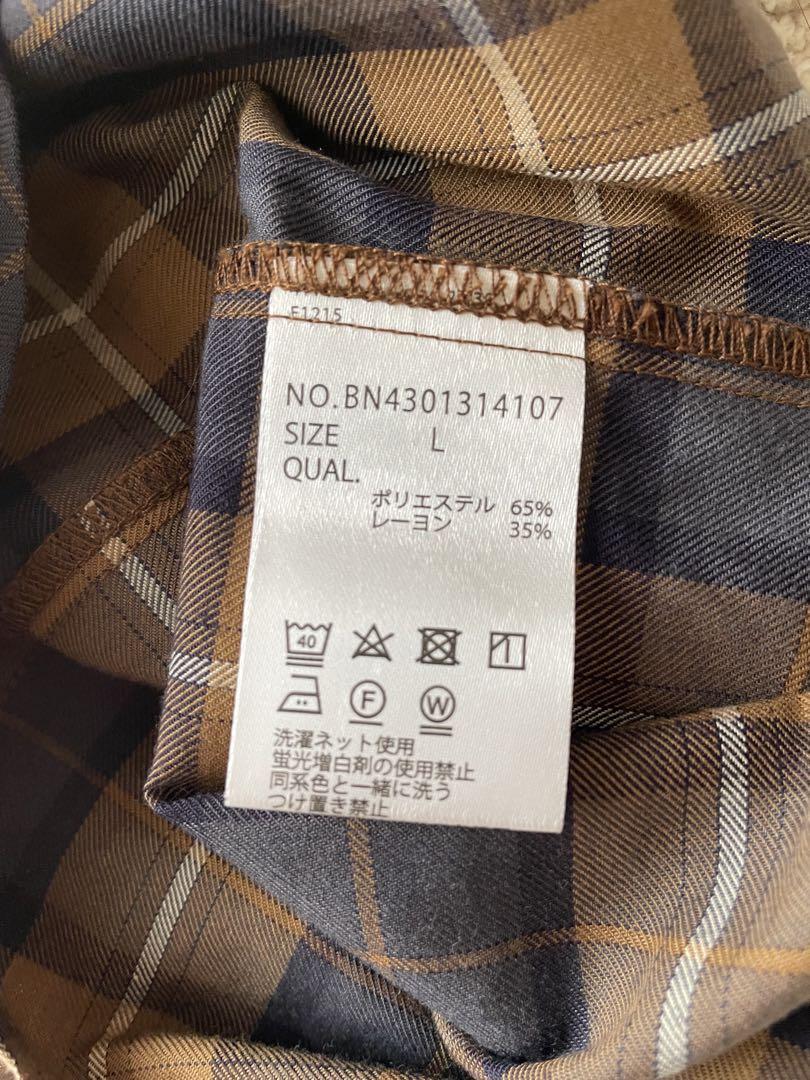 F1215
NO.BN4301314107
SIZE L
QUAL.
ポリエステル 65%
レーヨン 35%
40
F W
洗濯ネット使用
蛍光増白剤の使用禁止
同系色と一緒に洗う
つけ置き禁止